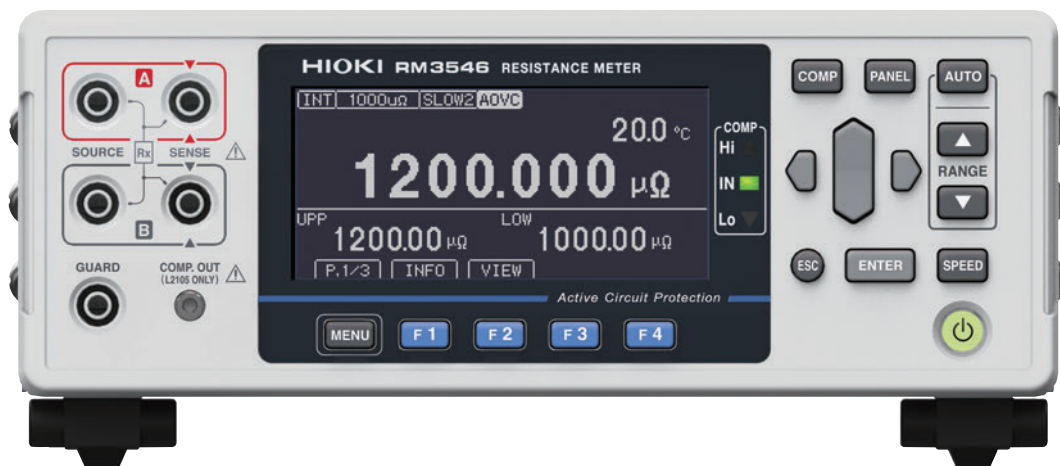 HIOKI RM3546 RESISTANCE METER
INT 1000uΩ SLOW2 AOVC
20.0 °C
1200.000 μΩ
UPP 1200.00 μΩ LOW 1000.00 μΩ
P.1/3 INFO VIEW
Active Circuit Protection
MENU F1 F2 F3 F4
A
SOURCE Rx SENSE
B
GUARD COMP. OUT
(L2105 ONLY)
COMP
Hi
IN
Lo
COMP PANEL AUTO
RANGE
ESC ENTER SPEED